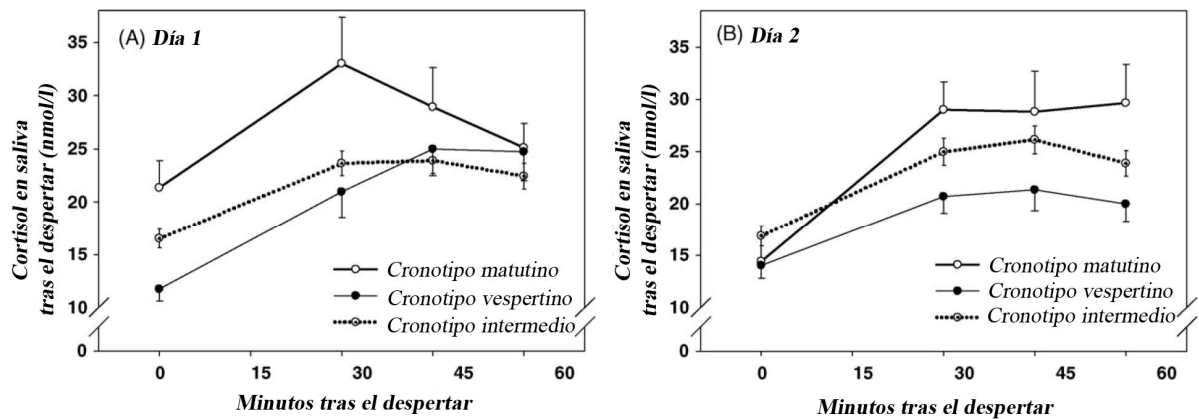 (A) Día 1
Cortisol en saliva
tras el despertar (nmol/l)
35
30
25
20
15
10
0
Cronotipo matutino
Cronotipo vespertino
Cronotipo intermedio
0 15 30 45 60
Minutos tras el despertar
(B) Día 2
Cortisol en saliva
tras el despertar (nmol/l)
35
30
25
20
15
10
0
Cronotipo matutino
Cronotipo vespertino
Cronotipo intermedio
0 15 30 45 60
Minutos tras el despertar